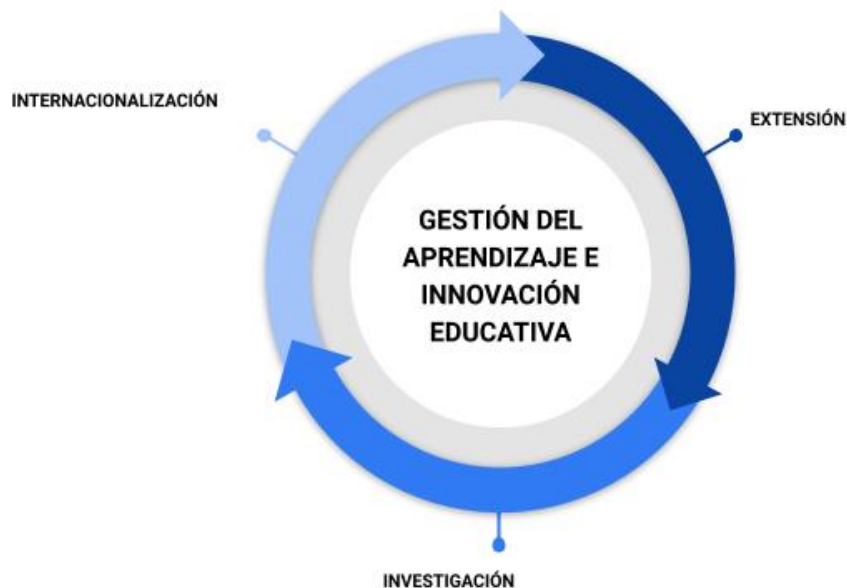 INTERNACIONALIZACIÓN
EXTENSIÓN
GESTIÓN DEL
APRENDIZAJE E
INNOVACIÓN
EDUCATIVA
INVESTIGACIÓN